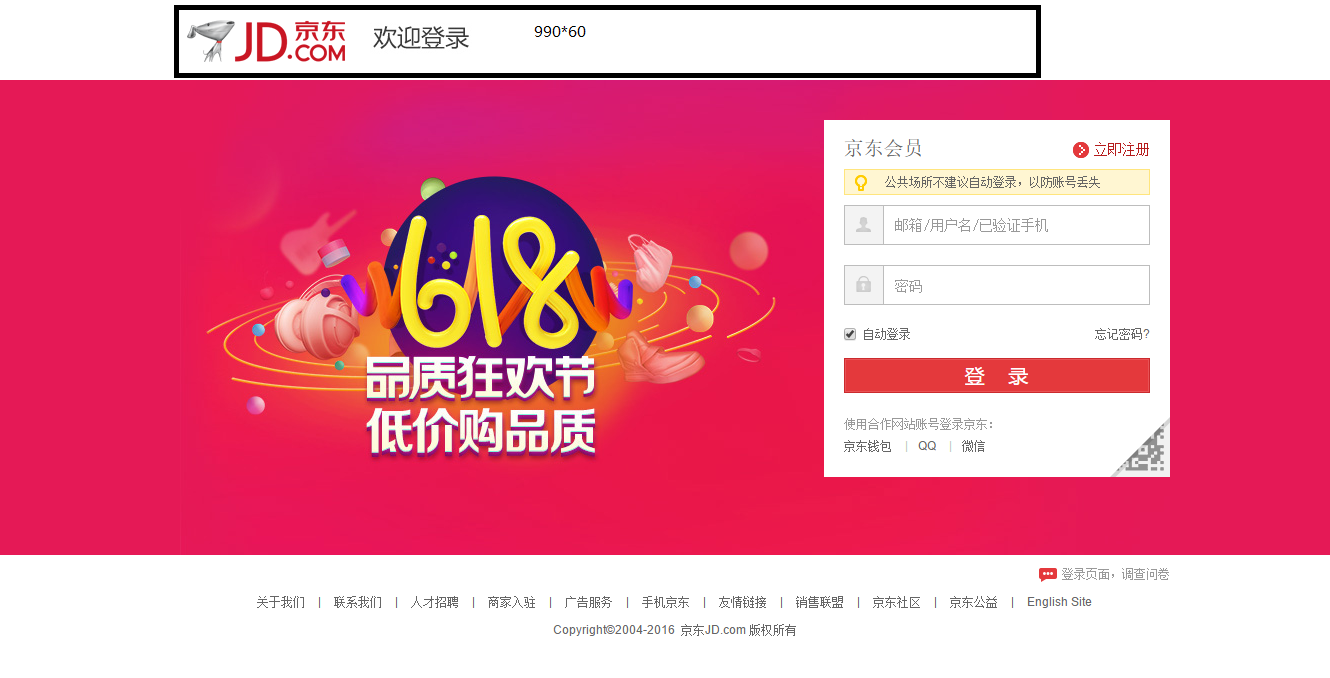 JD.COM 京东
欢迎登录
990*60
京东会员
立即注册
公共场所不建议自动登录，以防账号丢失
邮箱/用户名/已验证手机
密码
自动登录
忘记密码?
登 录
使用合作网站账号登录京东：
京东钱包 | QQ | 微信
618
品质狂欢节
低价购品质
登录页面，调查问卷
关于我们 | 联系我们 | 人才招聘 | 商家入驻 | 广告服务 | 手机京东 | 友情链接 | 销售联盟 | 京东社区 | 京东公益 | English Site
Copyright©2004-2016 京东JD.com 版权所有